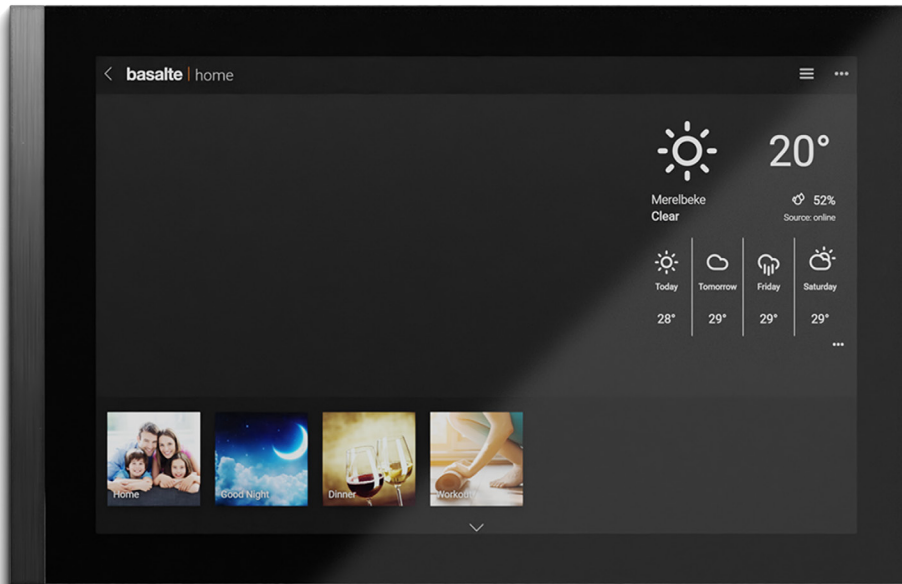 basalte | home
20°
Merelbeke
Clear
52%
Source: online
Today
Tomorrow
Friday
Saturday
28°
29°
29°
29°
Home
Good Night
Dinner
Workout